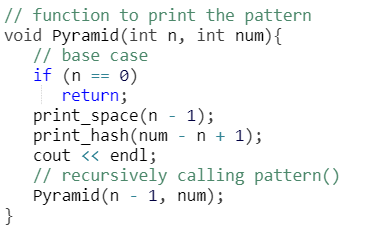 // function to print the pattern
void Pyramid(int n, int num){
   // base case
   if (n == 0)
      return;
   print_space(n - 1);
   print_hash(num - n + 1);
   cout << endl;
   // recursively calling pattern()
   Pyramid(n - 1, num);
}